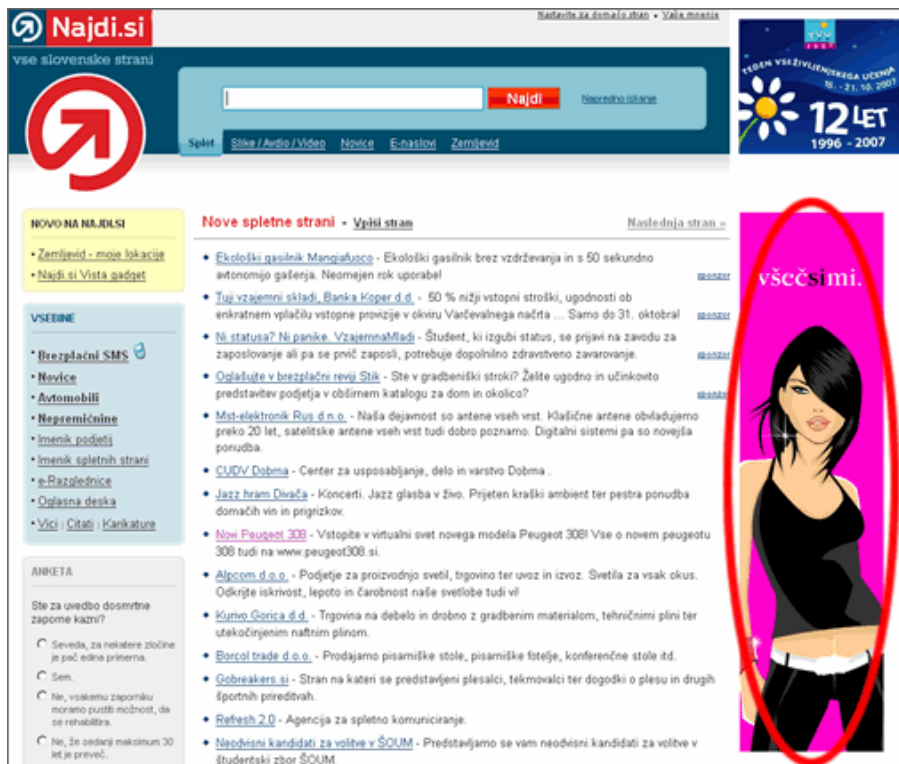 Najdi.si
vse slovenske strani
Nastavite za domačo stran • Vaše mnenje
Najdi
Napredno iskanje
Splet Slike / Avdio / Video Novice E-naslovi Zemljevid
TVU
2007
TEDEN VSEŽIVLJENJSKEGA UČENJA
15. - 21. 10. 2007
12 LET
1996 - 2007
NOVO NA NAJDI.SI
• Zemljevid - moje lokacije
• Najdi.si Vista gadget
VSEBINE
• Brezplačni SMS
• Novice
• Avtomobili
• Nepremičnine
• Imenik podjetij
• Imenik spletnih strani
• e-Razglednice
• Oglasna deska
• Vici | Citati | Karikature
ANKETA
Ste za uvedbo dosmrtne
zaporne kazni?
Seveda, za nekatere zločine
je pač edina primerna.
Sem.
Ne, vsakemu zaporniku
moramo pustiti možnost, da
se rehabilitira.
Ne, že sedanji maksimum 30
let je preveč.
Nove spletne strani • Vpiši stran
Naslednja stran »
• Ekološki gasilnik Mangiafuoco - Ekološki gasilnik brez vzdrževanja in s 50 sekundno
avtonomijo gašenja. Neomejen rok uporabe! sponzor
• Tuji vzajemni skladi, Banka Koper d.d. - 50 % nižji vstopni stroški, ugodnosti ob
enkratnem vplačilu vstopne provizije v okviru Varčevalnega načrta ... Samo do 31. oktobra! sponzor
• Ni statusa? Ni panike. VzajemnaMladi - Študent, ki izgubi status, se prijavi na zavodu za
zaposlovanje ali pa se prvič zaposli, potrebuje dopolnilno zdravstveno zavarovanje. sponzor
• Oglašujte v brezplačni reviji Stik - Ste v gradbeniški stroki? Želite ugodno in učinkovito
predstavitev podjetja v obširnem katalogu za dom in okolico? sponzor
• Mst-elektronik Rus d.n.o. - Naša dejavnost so antene vseh vrst. Klasične antene obvladujemo
preko 20 let, satelitske antene vseh vrst tudi dobro poznamo. Digitalni sistemi pa so novejša
ponudba.
• CUDV Dobrna - Center za usposabljanje, delo in varstvo Dobrna .
• Jazz hram Divača - Koncerti. Jazz glasba v živo. Prijeten kraški ambient ter pestra ponudba
domačih vin in prigrizkov.
• Novi Peugeot 308 - Vstopite v virtualni svet novega modela Peugeot 308! Vse o novem peugeotu
308 tudi na www.peugeot308.si.
• Alpcom d.o.o. - Podjetje za proizvodnjo svetil, trgovino ter uvoz in izvoz. Svetila za vsak okus.
Odkrijte iskrivost, lepoto in čarobnost naše svetlobe tudi vi!
• Kurivo Gorica d.d. - Trgovina na debelo in drobno z gradbenim materialom, tehničnimi plini ter
utekočinjenim naftnim plinom.
• Borcol trade d.o.o. - Prodajamo pisarniške stole, pisarniške fotelje, konferenčne stole itd.
• Gobreakers.si - Stran na kateri se predstavljeni plesalci, tekmovalci ter dogodki o plesu in drugih
športnih prireditvah.
• Refresh 2.0 - Agencija za spletno komuniciranje.
• Neodvisni kandidati za volitve v ŠOUM - Predstavljamo se vam neodvisni kandidati za volitve v
študentski zbor ŠOUM.
všečsimi.